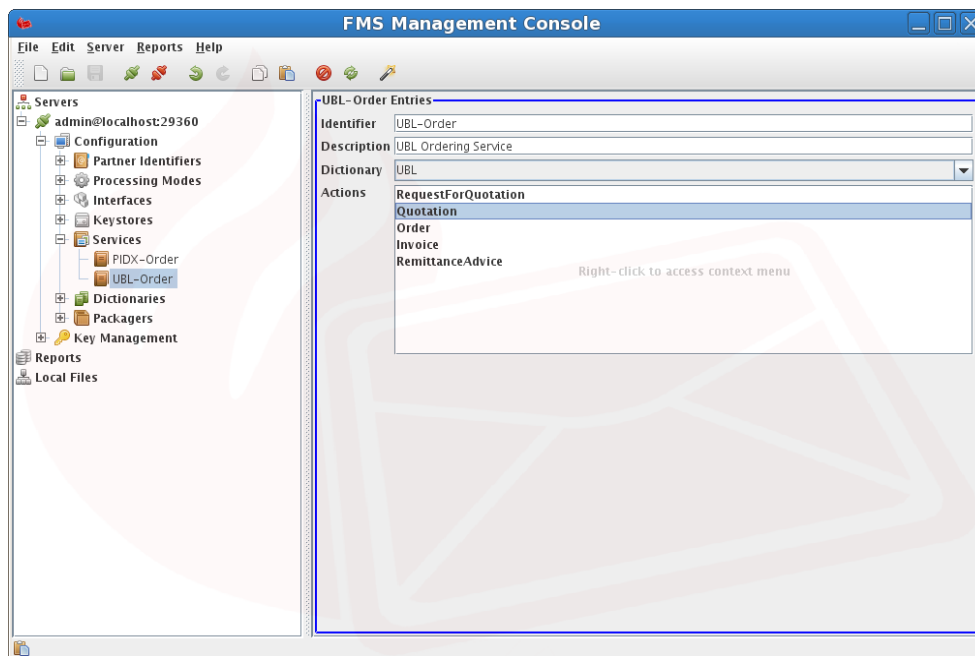 FMS Management Console
File Edit Server Reports Help
Servers
admin@localhost:29360
Configuration
Partner Identifiers
Processing Modes
Interfaces
Keystores
Services
PIDX-Order
UBL-Order
Dictionaries
Packagers
Key Management
Reports
Local Files
UBL-Order Entries
Identifier UBL-Order
Description UBL Ordering Service
Dictionary UBL
Actions RequestForQuotation
Quotation
Order
Invoice
RemittanceAdvice
Right-click to access context menu